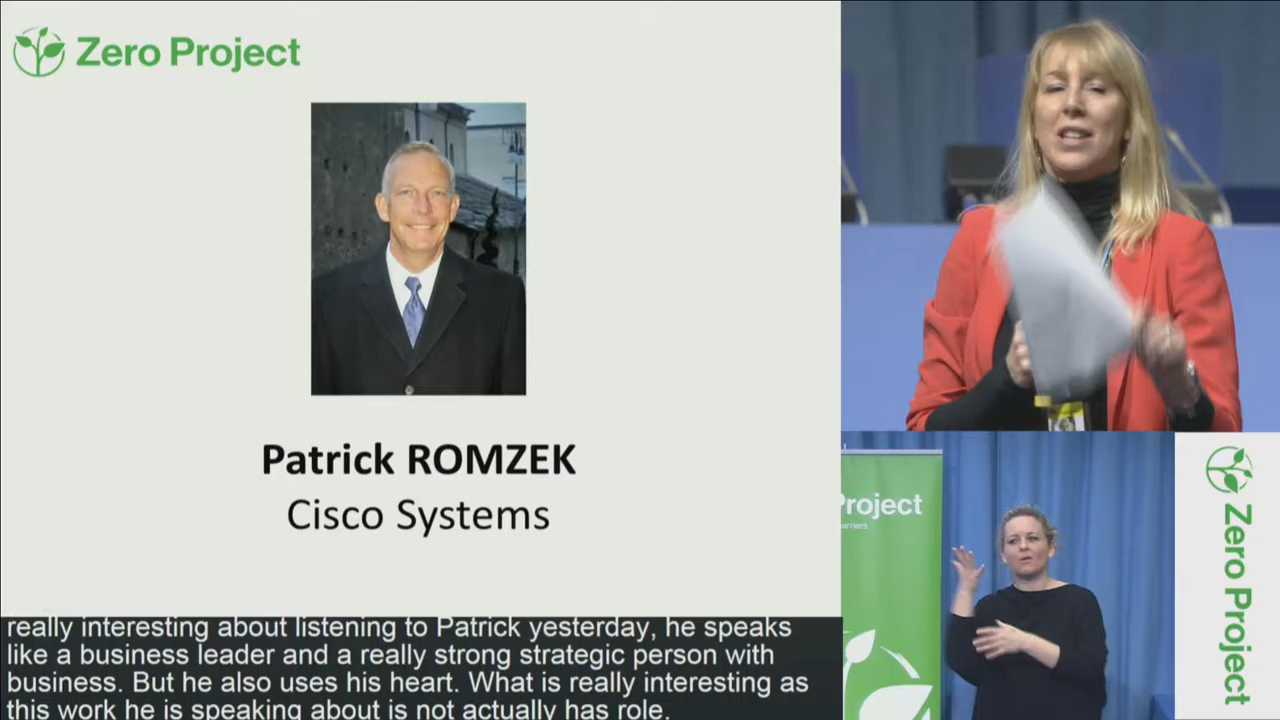 Zero Project
Patrick ROMZEK
Cisco Systems
really interesting about listening to Patrick yesterday, he speaks
like a business leader and a really strong strategic person with
business. But he also uses his heart. What is really interesting as
this work he is speaking about is not actually has role.
Project
Zero Project